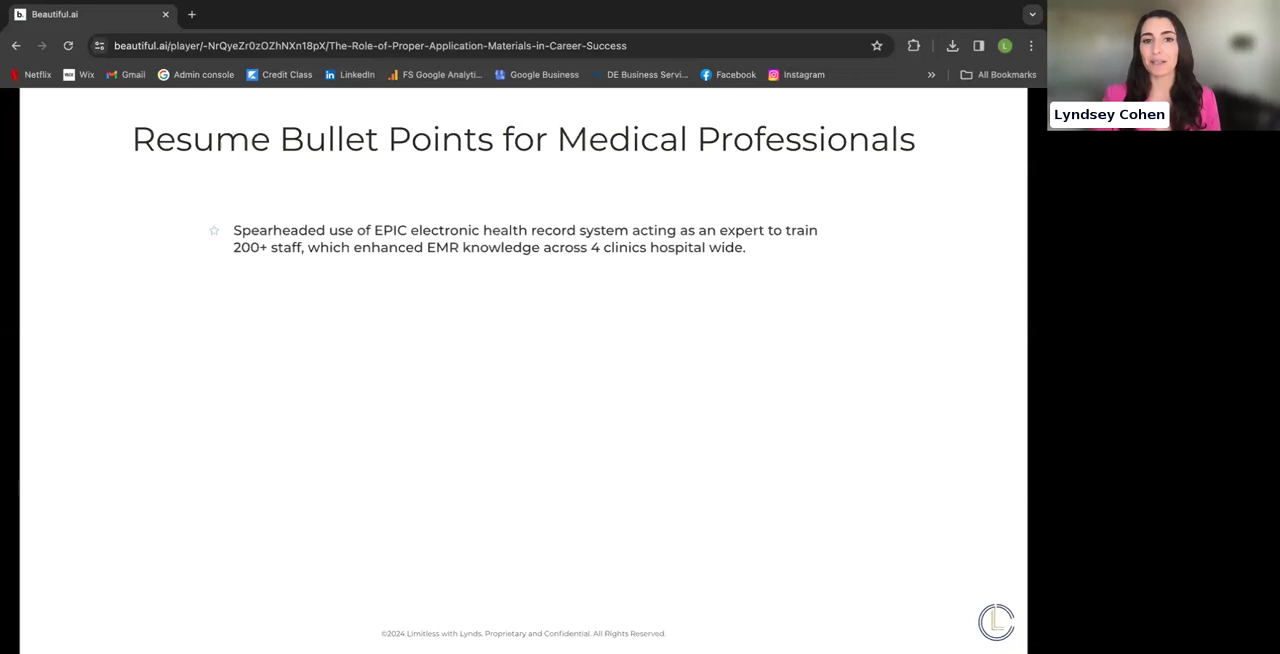 Beautiful.ai
beautiful.ai/player/-NrQyeZr0zOZhNXn18pX/The-Role-of-Proper-Application-Materials-in-Career-Success
L
Netflix
Wix
Gmail
Admin console
Credit Class
LinkedIn
FS Google Analyti...
Google Business
DE Business Servi...
Facebook
Instagram
»
All Bookmarks
Lyndsey Cohen
Resume Bullet Points for Medical Professionals
Spearheaded use of EPIC electronic health record system acting as an expert to train
200+ staff, which enhanced EMR knowledge across 4 clinics hospital wide.
©2024 Limitless with Lynds. Proprietary and Confidential. All Rights Reserved.